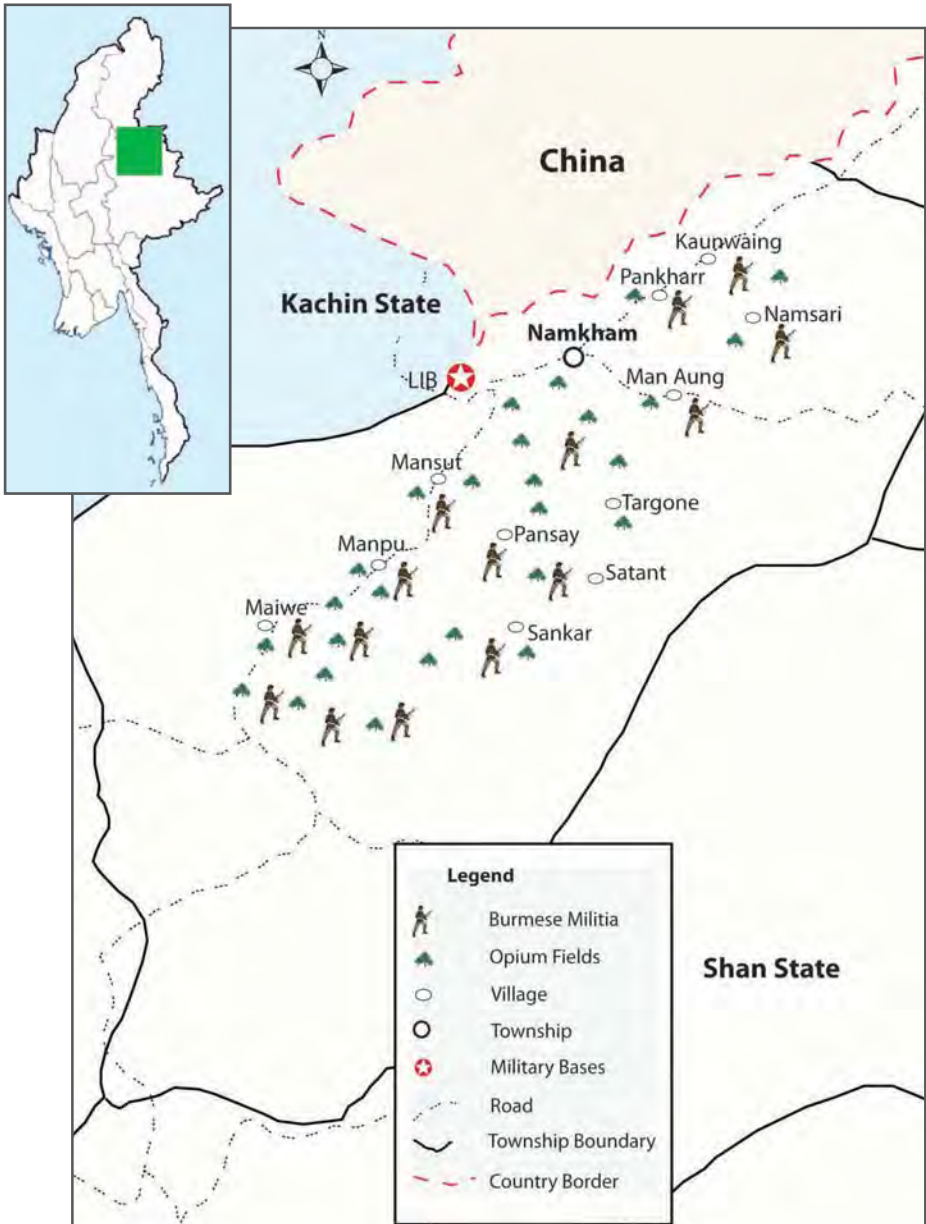 N
China
Kaunwaing
Pankharr
Kachin State
Namsari
Namkham
LIB
Man Aung
Mansut
Targone
Pansay
Manpu
Satant
Maiwe
Sankar
Legend
Burmese Militia
Opium Fields
Village
Township
Military Bases
Road
Township Boundary
Country Border
Shan State